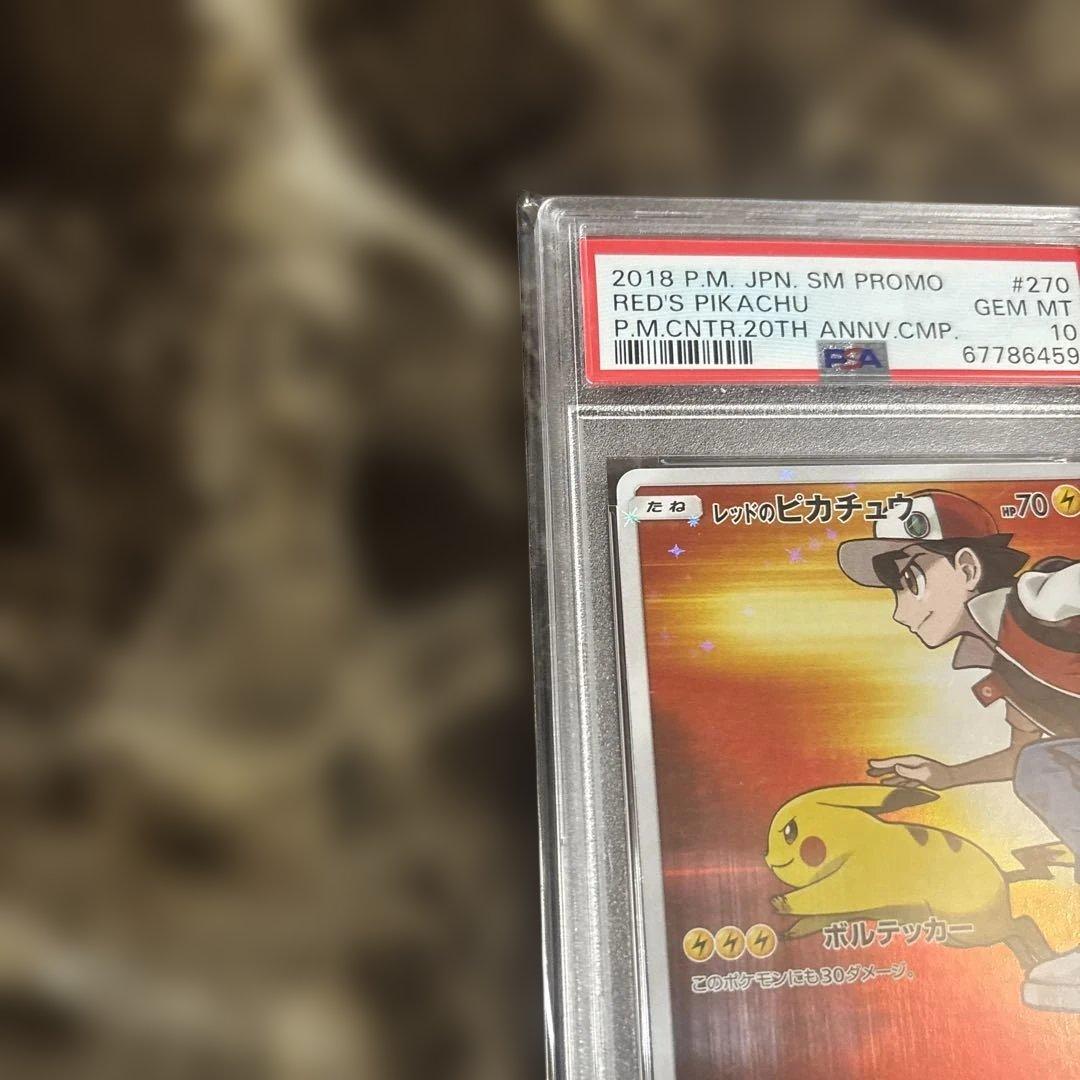 2018 P.M. JPN. SM PROMO #270
RED'S PIKACHU GEM MT
P.M.CNTR.20TH ANNV.CMP. 10
PSA 67786459
たね レッドのピカチュウ HP70
ボルテッカー
このポケモンにも30ダメージ。